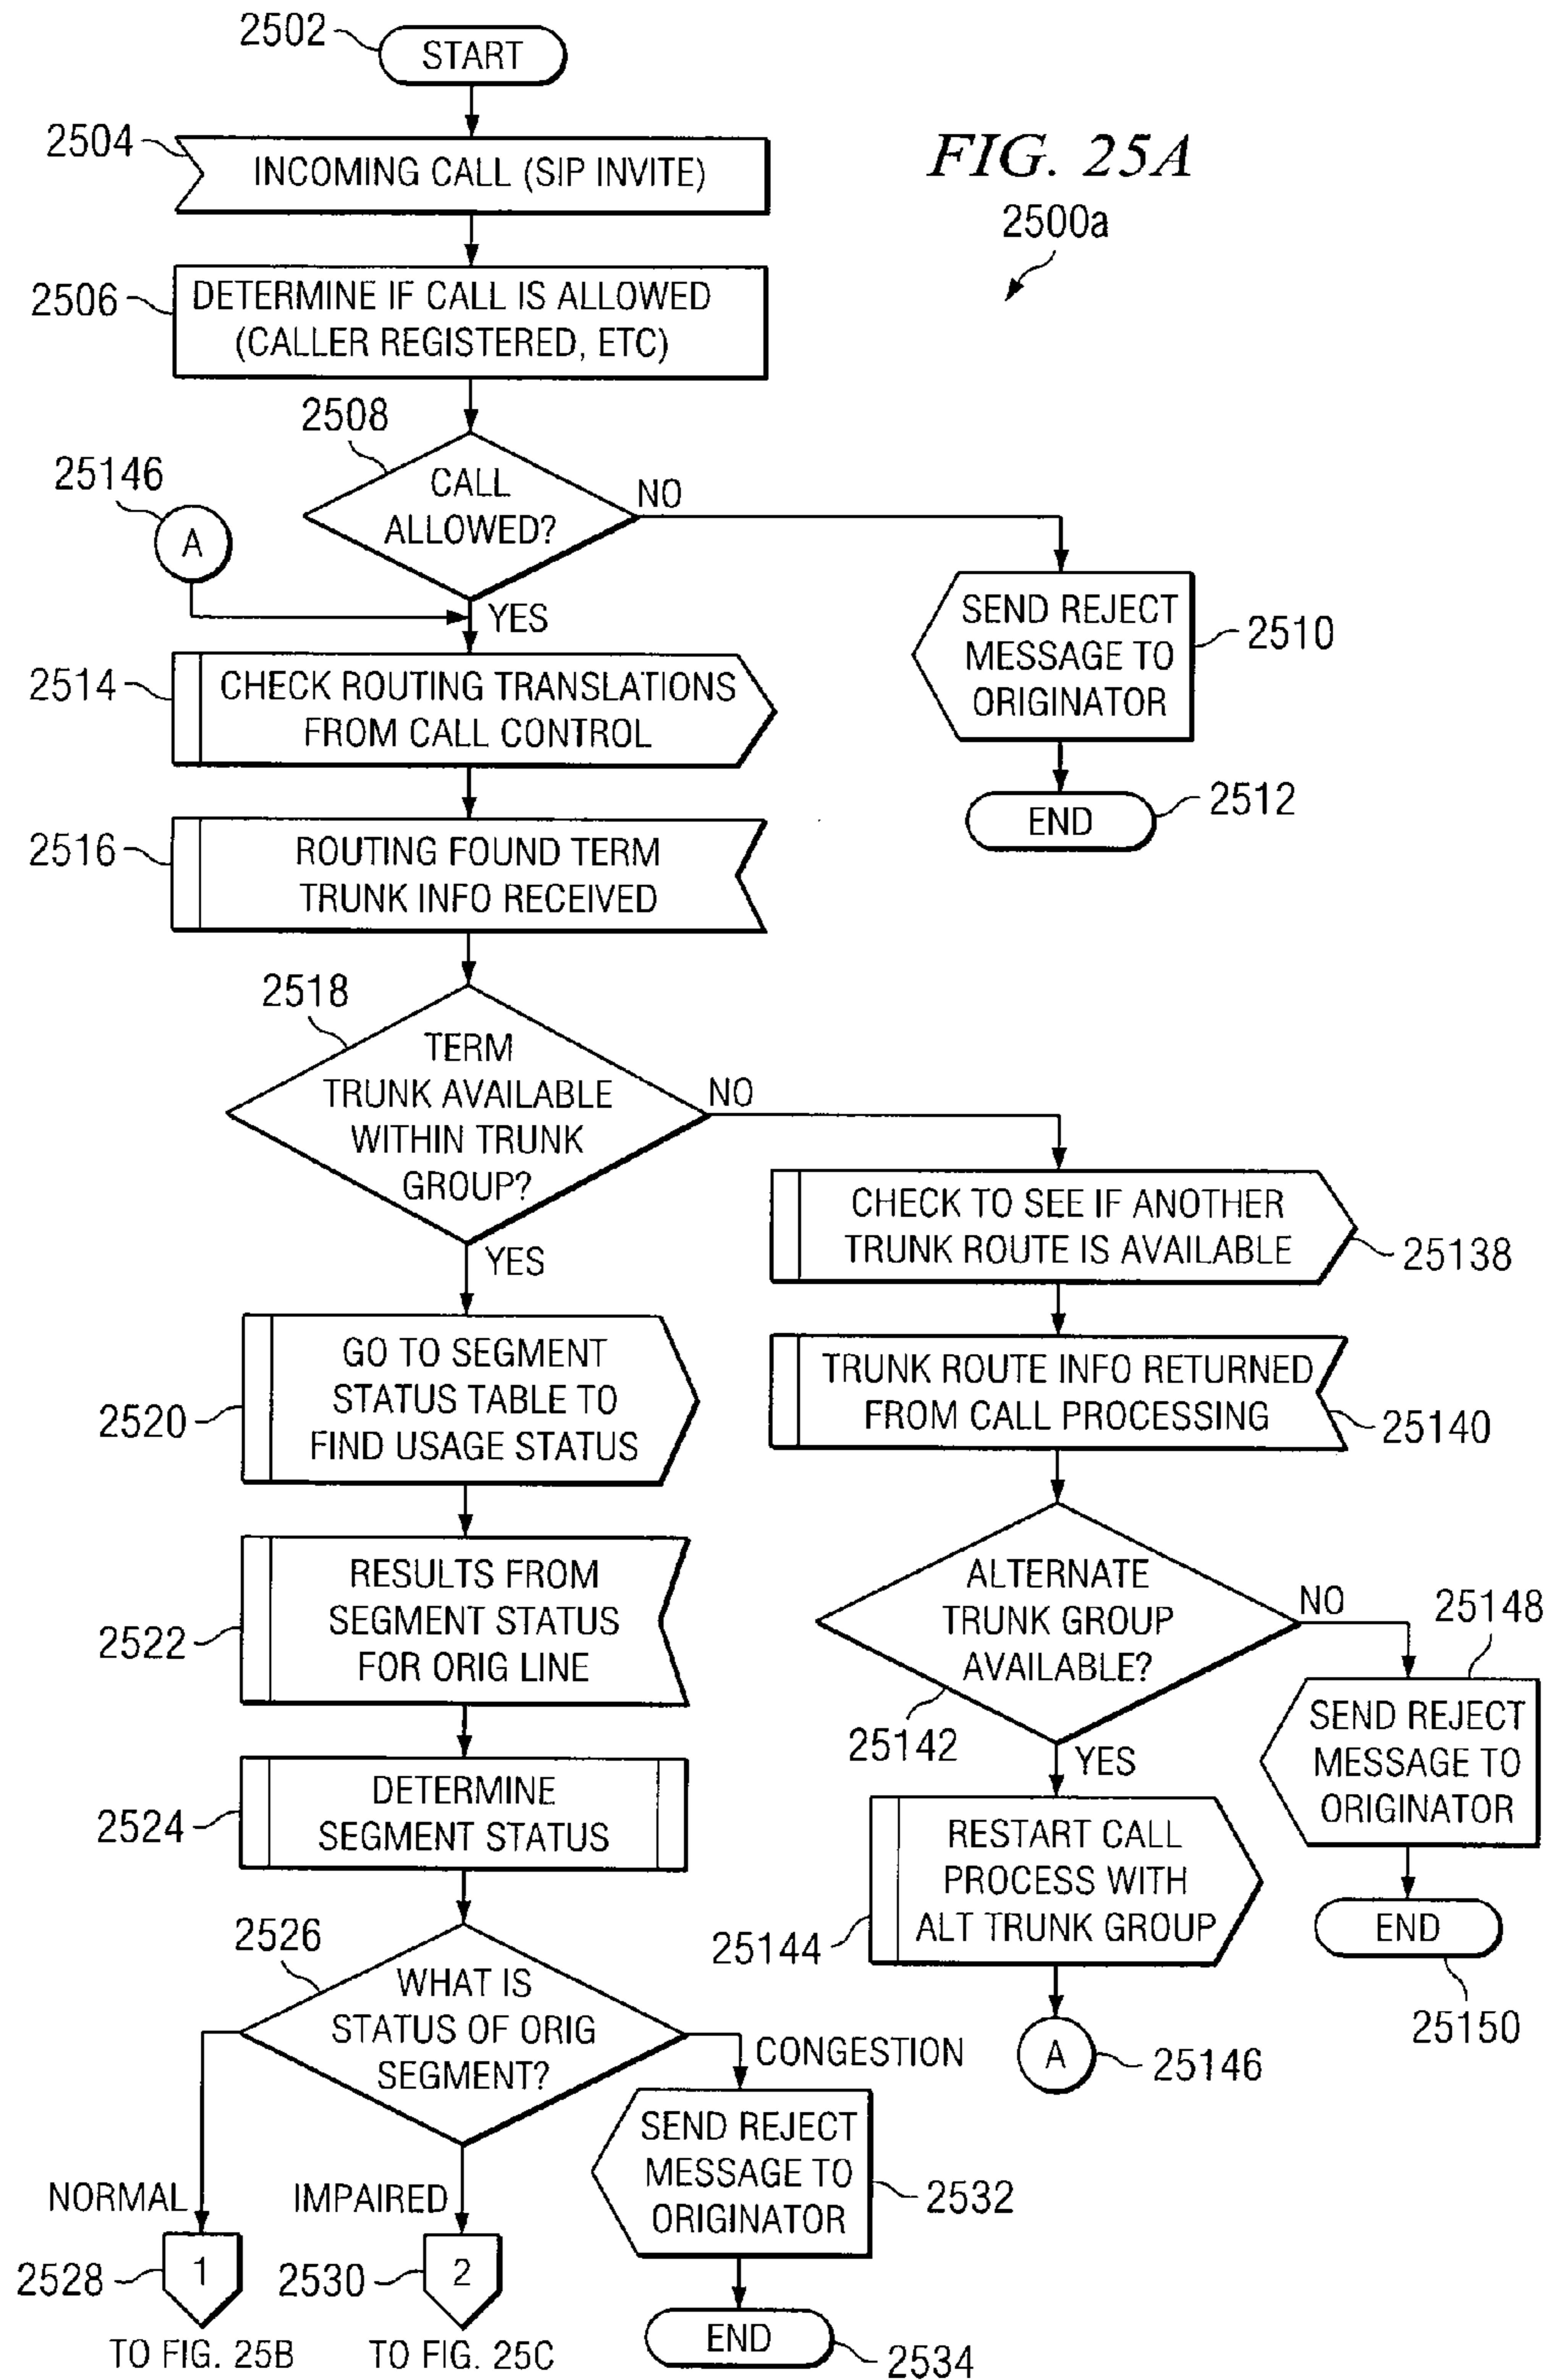 2502
START
2504
INCOMING CALL (SIP INVITE)
FIG. 25A
2500a
2506
DETERMINE IF CALL IS ALLOWED
(CALLER REGISTERED, ETC)
2508
CALL
ALLOWED?
NO
25146
A
YES
SEND REJECT
MESSAGE TO
ORIGINATOR
2510
END
2512
2514
CHECK ROUTING TRANSLATIONS
FROM CALL CONTROL
2516
ROUTING FOUND TERM
TRUNK INFO RECEIVED
2518
TERM
TRUNK AVAILABLE
WITHIN TRUNK
GROUP?
NO
YES
CHECK TO SEE IF ANOTHER
TRUNK ROUTE IS AVAILABLE
25138
2520
GO TO SEGMENT
STATUS TABLE TO
FIND USAGE STATUS
TRUNK ROUTE INFO RETURNED
FROM CALL PROCESSING
25140
2522
RESULTS FROM
SEGMENT STATUS
FOR ORIG LINE
ALTERNATE
TRUNK GROUP
AVAILABLE?
25142
NO
YES
25148
SEND REJECT
MESSAGE TO
ORIGINATOR
END
25150
2524
DETERMINE
SEGMENT STATUS
RESTART CALL
PROCESS WITH
ALT TRUNK GROUP
25144
A
25146
2526
WHAT IS
STATUS OF ORIG
SEGMENT?
CONGESTION
NORMAL
IMPAIRED
SEND REJECT
MESSAGE TO
ORIGINATOR
2532
2528
1
2530
2
TO FIG. 25B
TO FIG. 25C
END
2534